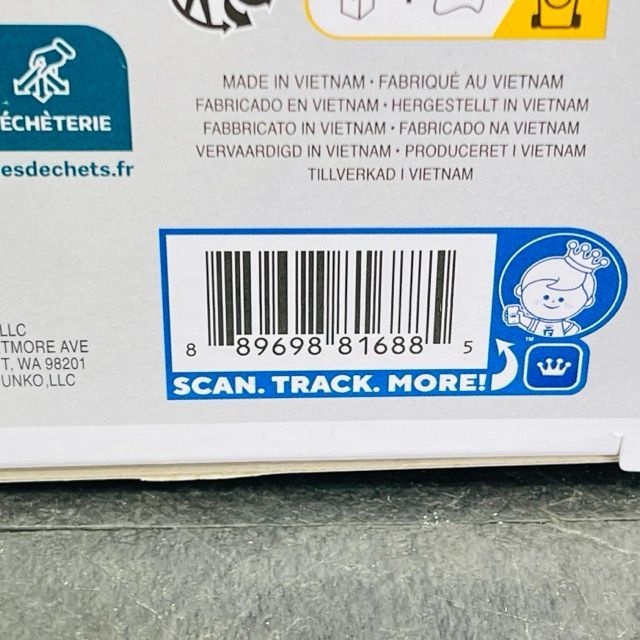 ÉCHÈTERIE
esdechets.fr
MADE IN VIETNAM • FABRIQUÉ AU VIETNAM
FABRICADO EN VIETNAM • HERGESTELLT IN VIETNAM
FABBRICATO IN VIETNAM • FABRICADO NA VIETNAM
VERVAARDIGD IN VIETNAM • PRODUCERET I VIETNAM
TILLVERKAD I VIETNAM
LLC
TMORE AVE
T, WA 98201
UNKO,LLC
8 89698 81688 5
SCAN. TRACK. MORE!
™